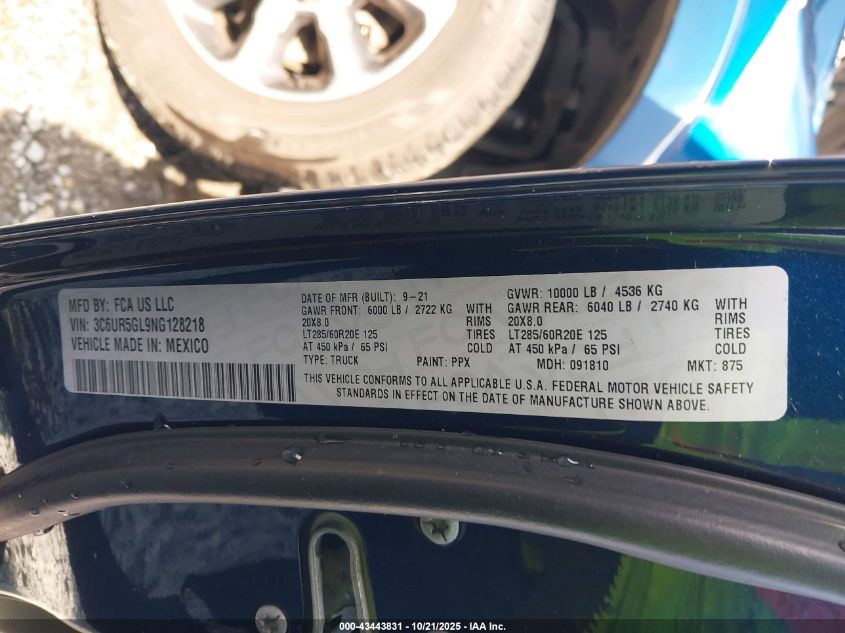 MFD BY: FCA US LLC
VIN: 3C6UR5GL9NG128218
VEHICLE MADE IN: MEXICO
DATE OF MFR (BUILT): 9-21
GAWR FRONT: 6000 LB / 2722 KG WITH
20X8.0 RIMS
LT285/60R20E 125 TIRES
AT 450 kPa / 65 PSI COLD
TYPE: TRUCK PAINT: PPX
GVWR: 10000 LB / 4536 KG
GAWR REAR: 6040 LB / 2740 KG WITH
20X8.0 RIMS
LT285/60R20E 125 TIRES
AT 450 kPa / 65 PSI COLD
MDH: 091810 MKT: 875
THIS VEHICLE CONFORMS TO ALL APPLICABLE U.S.A. FEDERAL MOTOR VEHICLE SAFETY
STANDARDS IN EFFECT ON THE DATE OF MANUFACTURE SHOWN ABOVE.
000-43443831 - 10/21/2025 - IAA Inc.